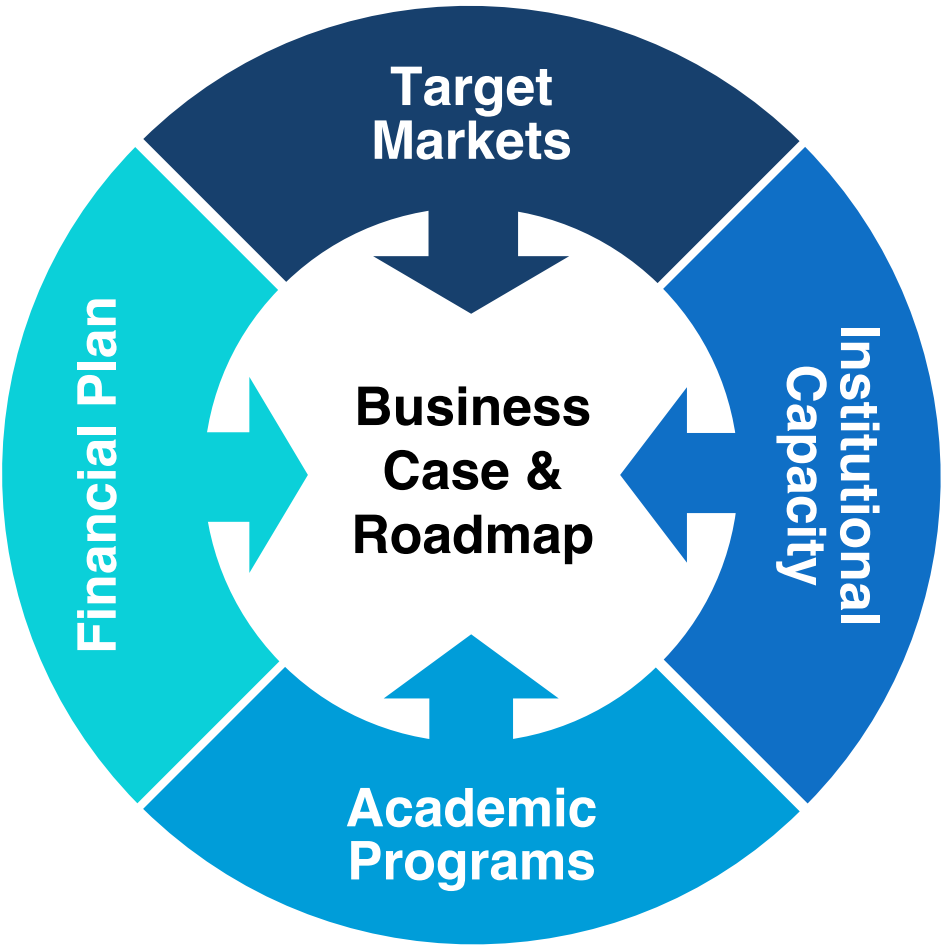 Target
Markets
Financial Plan
Business
Case &
Roadmap
Institutional
Capacity
Academic
Programs